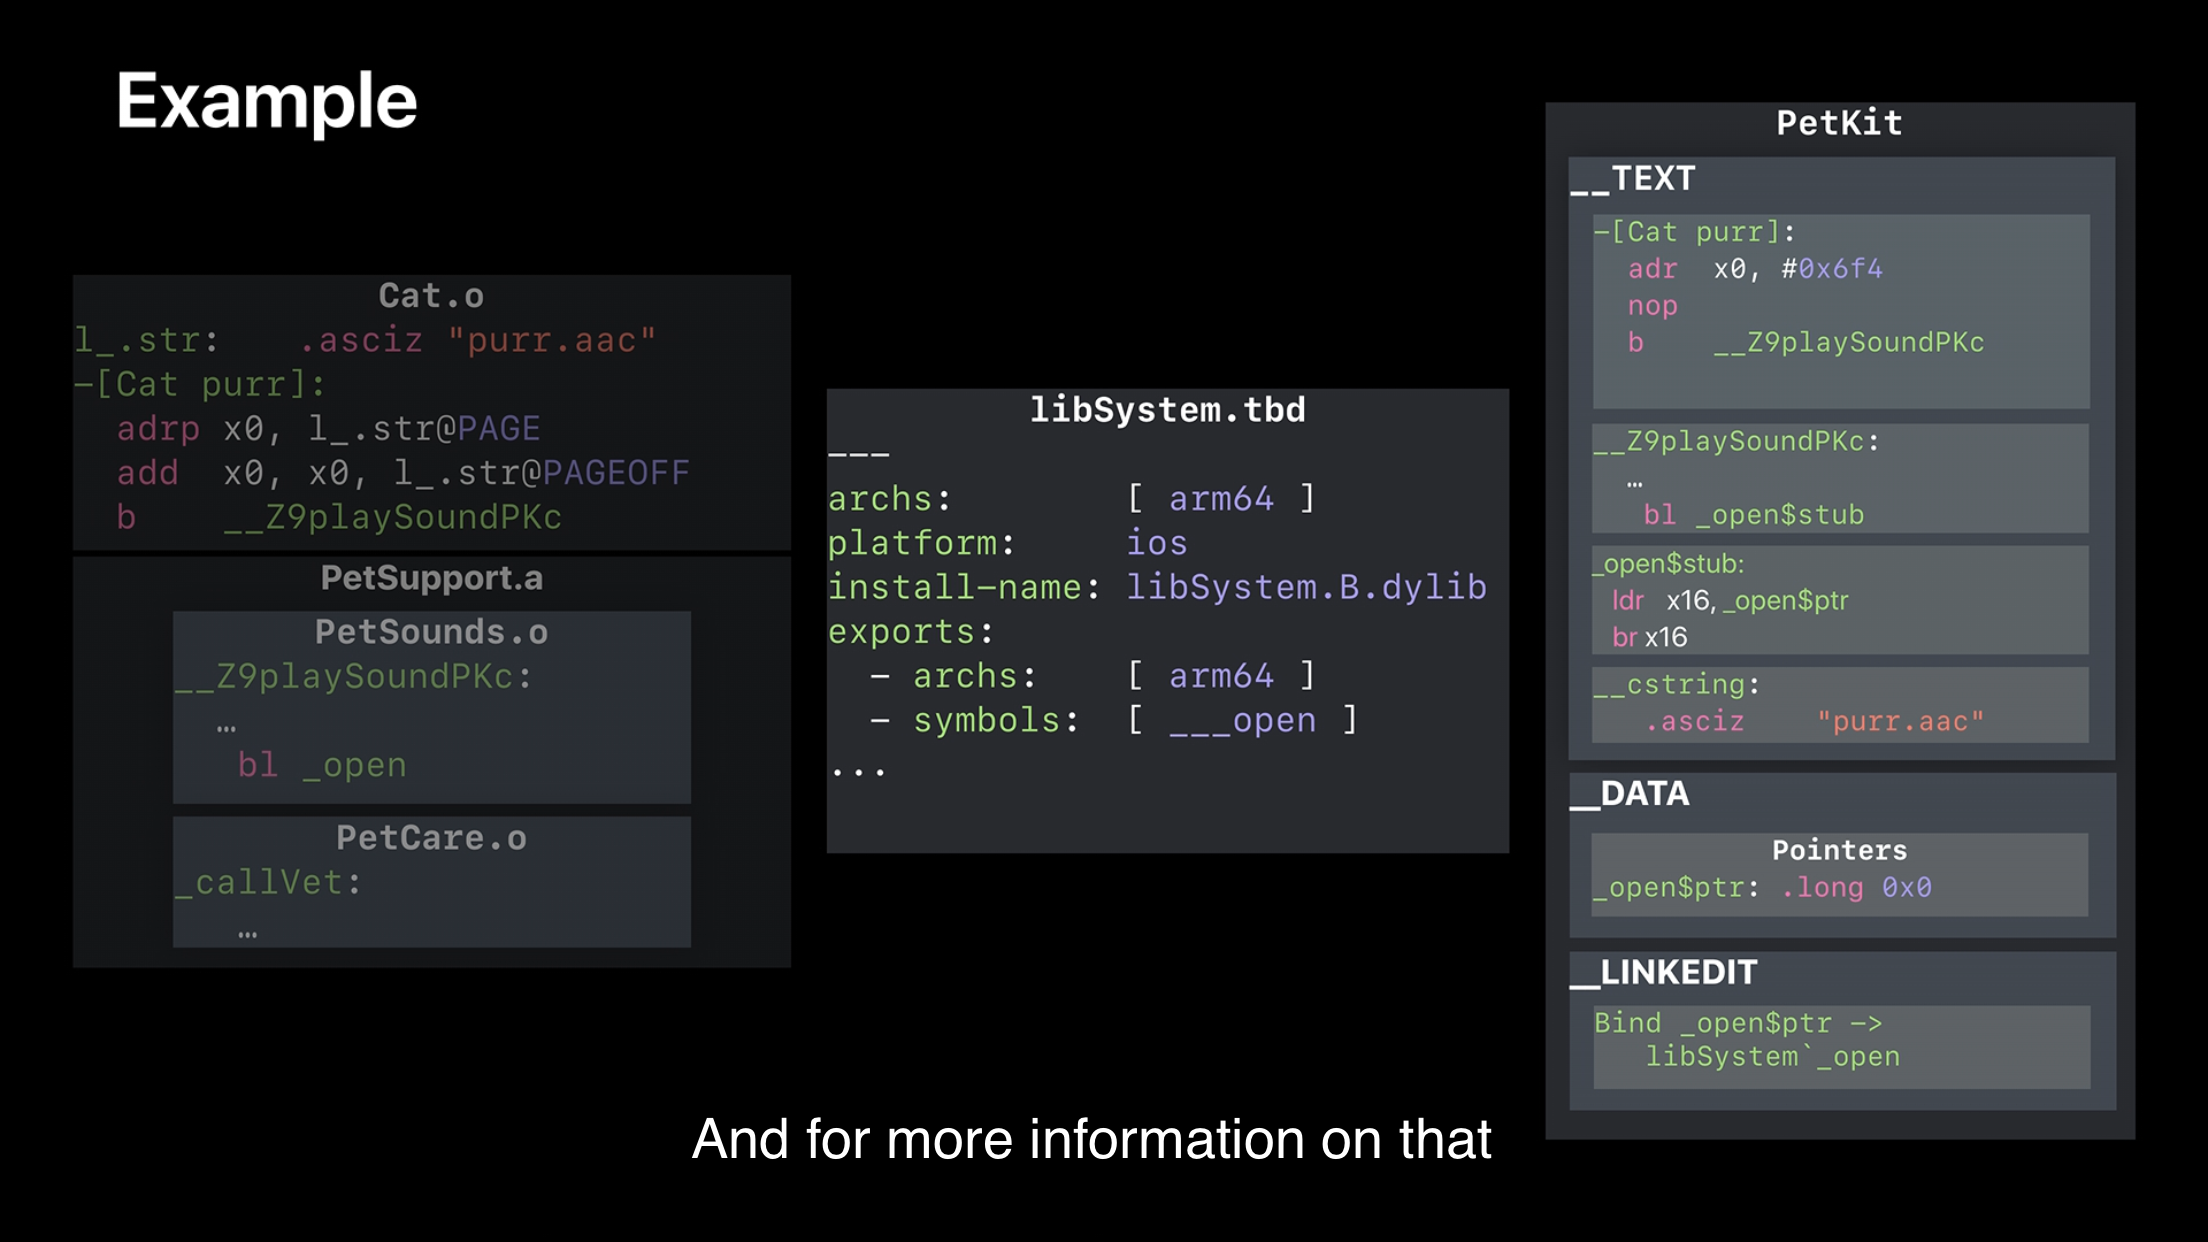 Example
Cat.o
l_.str:    .asciz "purr.aac"
-[Cat purr]:
  adrp x0, l_.str@PAGE
  add  x0, x0, l_.str@PAGEOFF
  b    __Z9playSoundPKc
PetSupport.a
PetSounds.o
__Z9playSoundPKc:
  …
   bl _open
PetCare.o
_callVet:
   …
libSystem.tbd
---
archs:        [ arm64 ]
platform:     ios
install-name: libSystem.B.dylib
exports:
  - archs:    [ arm64 ]
  - symbols:  [ ___open ]
...
PetKit
__TEXT
-[Cat purr]:
  adr  x0, #0x6f4
  nop
  b    __Z9playSoundPKc
__Z9playSoundPKc:
  …
   bl _open$stub
_open$stub:
  ldr  x16, _open$ptr
  br x16
__cstring:
   .asciz    "purr.aac"
__DATA
Pointers
_open$ptr: .long 0x0
__LINKEDIT
Bind _open$ptr ->
   libSystem`_open
And for more information on that